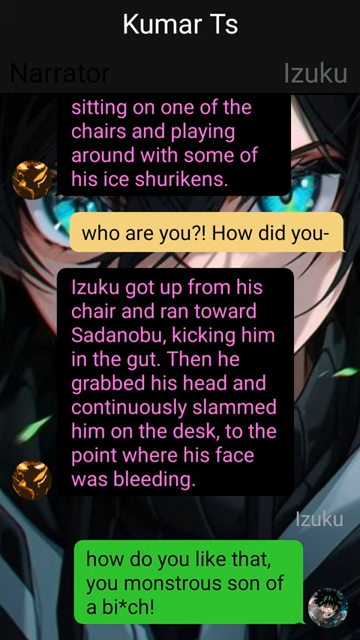 Kumar Ts
Narrator
Izuku
sitting on one of the
chairs and playing
around with some of
his ice shurikens.
who are you?! How did you-
Izuku got up from his
chair and ran toward
Sadanobu, kicking him
in the gut. Then he
grabbed his head and
continuously slammed
him on the desk, to the
point where his face
was bleeding.
Izuku
how do you like that,
you monstrous son of
a bi*ch!